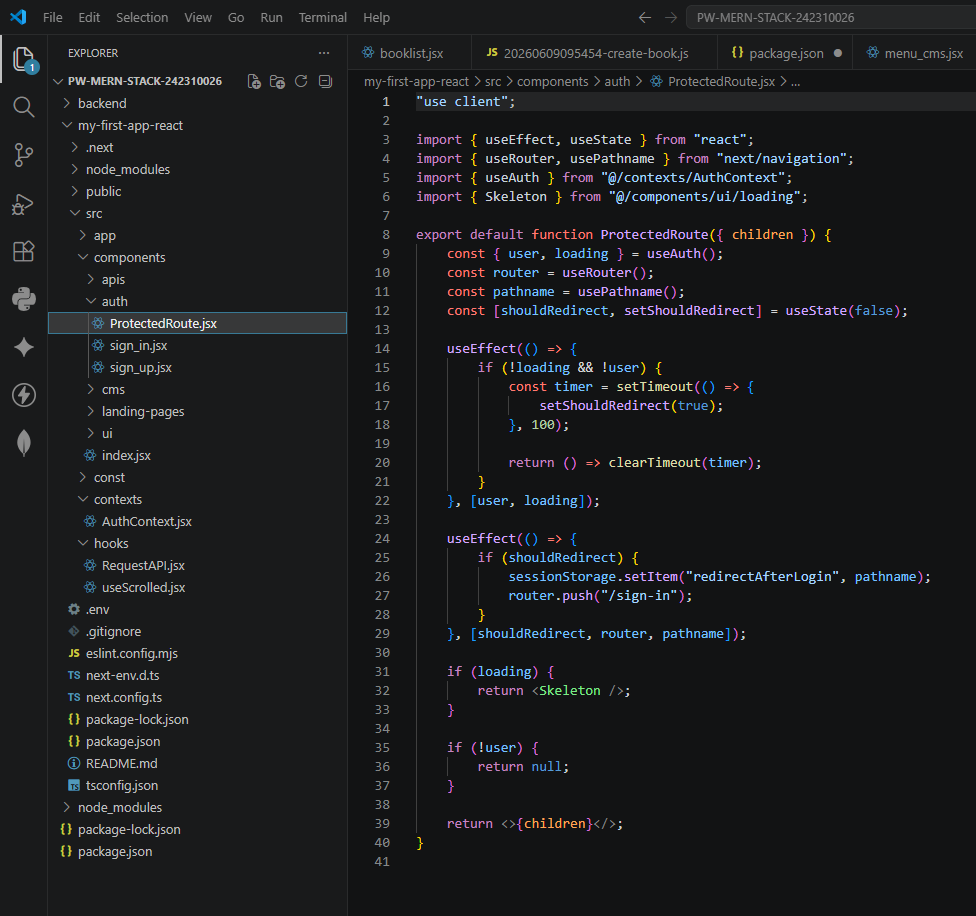 File Edit Selection View Go Run Terminal Help
PW-MERN-STACK-242310026
EXPLORER
PW-MERN-STACK-242310026
backend
my-first-app-react
.next
node_modules
public
src
app
components
apis
auth
ProtectedRoute.jsx
sign_in.jsx
sign_up.jsx
cms
landing-pages
ui
index.jsx
const
contexts
AuthContext.jsx
hooks
RequestAPI.jsx
useScrolled.jsx
.env
.gitignore
JS eslint.config.mjs
TS next-env.d.ts
TS next.config.ts
{} package-lock.json
{} package.json
README.md
TS tsconfig.json
node_modules
{} package-lock.json
{} package.json
1
booklist.jsx JS 20260609095454-create-book.js {} package.json menu_cms.jsx
my-first-app-react > src > components > auth > ProtectedRoute.jsx > ...
1 "use client";
2
3 import { useEffect, useState } from "react";
4 import { useRouter, usePathname } from "next/navigation";
5 import { useAuth } from "@/contexts/AuthContext";
6 import { Skeleton } from "@/components/ui/loading";
7
8 export default function ProtectedRoute({ children }) {
9 const { user, loading } = useAuth();
10 const router = useRouter();
11 const pathname = usePathname();
12 const [shouldRedirect, setShouldRedirect] = useState(false);
13
14 useEffect(() => {
15 if (!loading && !user) {
16 const timer = setTimeout(() => {
17 setShouldRedirect(true);
18 }, 100);
19
20 return () => clearTimeout(timer);
21 }
22 }, [user, loading]);
23
24 useEffect(() => {
25 if (shouldRedirect) {
26 sessionStorage.setItem("redirectAfterLogin", pathname);
27 router.push("/sign-in");
28 }
29 }, [shouldRedirect, router, pathname]);
30
31 if (loading) {
32 return <Skeleton />;
33 }
34
35 if (!user) {
36 return null;
37 }
38
39 return <>{children}</>;
40 }
41